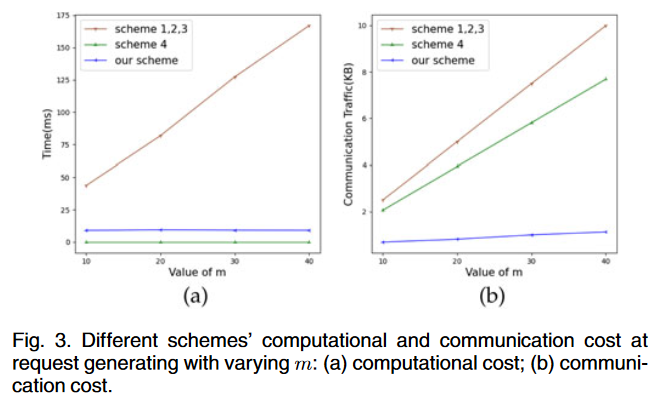 175
150
125
100
75
50
25
0
Time(ms)
scheme 1,2,3
scheme 4
our scheme
10 20 30 40
Value of m
(a)
10
8
6
4
2
Communication Traffic(KB)
scheme 1,2,3
scheme 4
our scheme
10 20 30 40
Value of m
(b)
Fig. 3. Different schemes' computational and communication cost at
request generating with varying m: (a) computational cost; (b) communi-
cation cost.